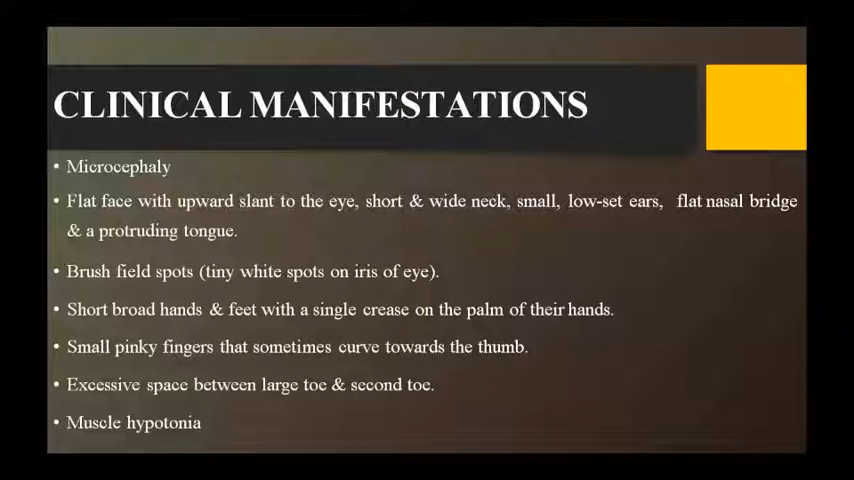 CLINICAL MANIFESTATIONS
• Microcephaly
• Flat face with upward slant to the eye, short & wide neck, small, low-set ears, flat nasal bridge
& a protruding tongue.
• Brush field spots (tiny white spots on iris of eye).
• Short broad hands & feet with a single crease on the palm of their hands.
• Small pinky fingers that sometimes curve towards the thumb.
• Excessive space between large toe & second toe.
• Muscle hypotonia